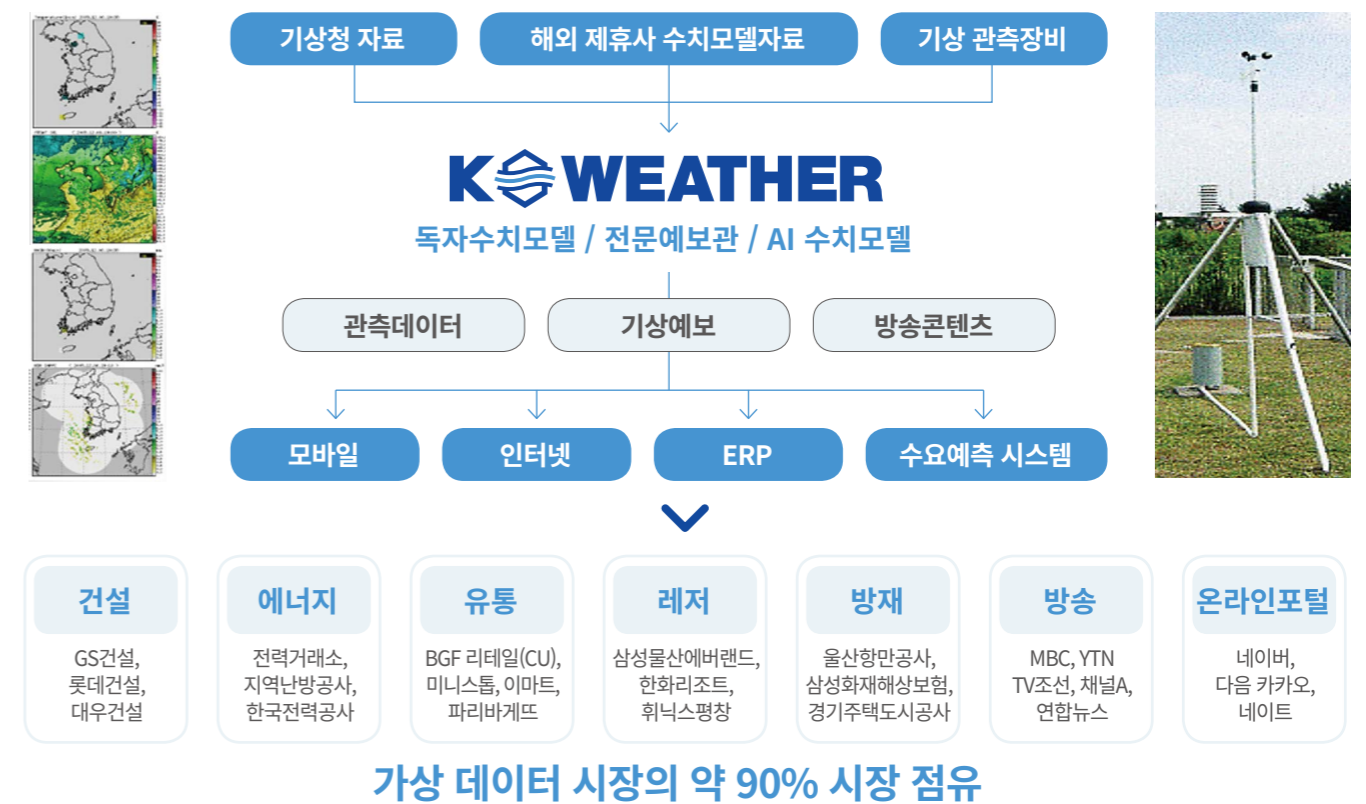 기상청 자료
해외 제휴사 수치모델자료
기상 관측장비
K WEATHER
독자수치모델 / 전문예보관 / AI 수치모델
관측데이터
기상예보
방송콘텐츠
모바일
인터넷
ERP
수요예측 시스템
건설
GS건설,
롯데건설,
대우건설
에너지
전력거래소,
지역난방공사,
한국전력공사
유통
BGF 리테일(CU),
미니스톱, 이마트,
파리바게뜨
레저
삼성물산에버랜드,
한화리조트,
휘닉스평창
방재
울산항만공사,
삼성화재해상보험,
경기주택도시공사
방송
MBC, YTN
TV조선, 채널A,
연합뉴스
온라인포털
네이버,
다음 카카오,
네이트
가상 데이터 시장의 약 90% 시장 점유